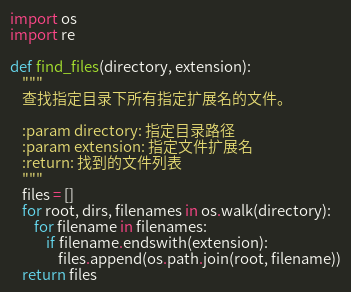 import os
import re

def find_files(directory, extension):
    """
    查找指定目录下所有指定扩展名的文件。

    :param directory: 指定目录路径
    :param extension: 指定文件扩展名
    :return: 找到的文件列表
    """
    files = []
    for root, dirs, filenames in os.walk(directory):
        for filename in filenames:
            if filename.endswith(extension):
                files.append(os.path.join(root, filename))
    return files